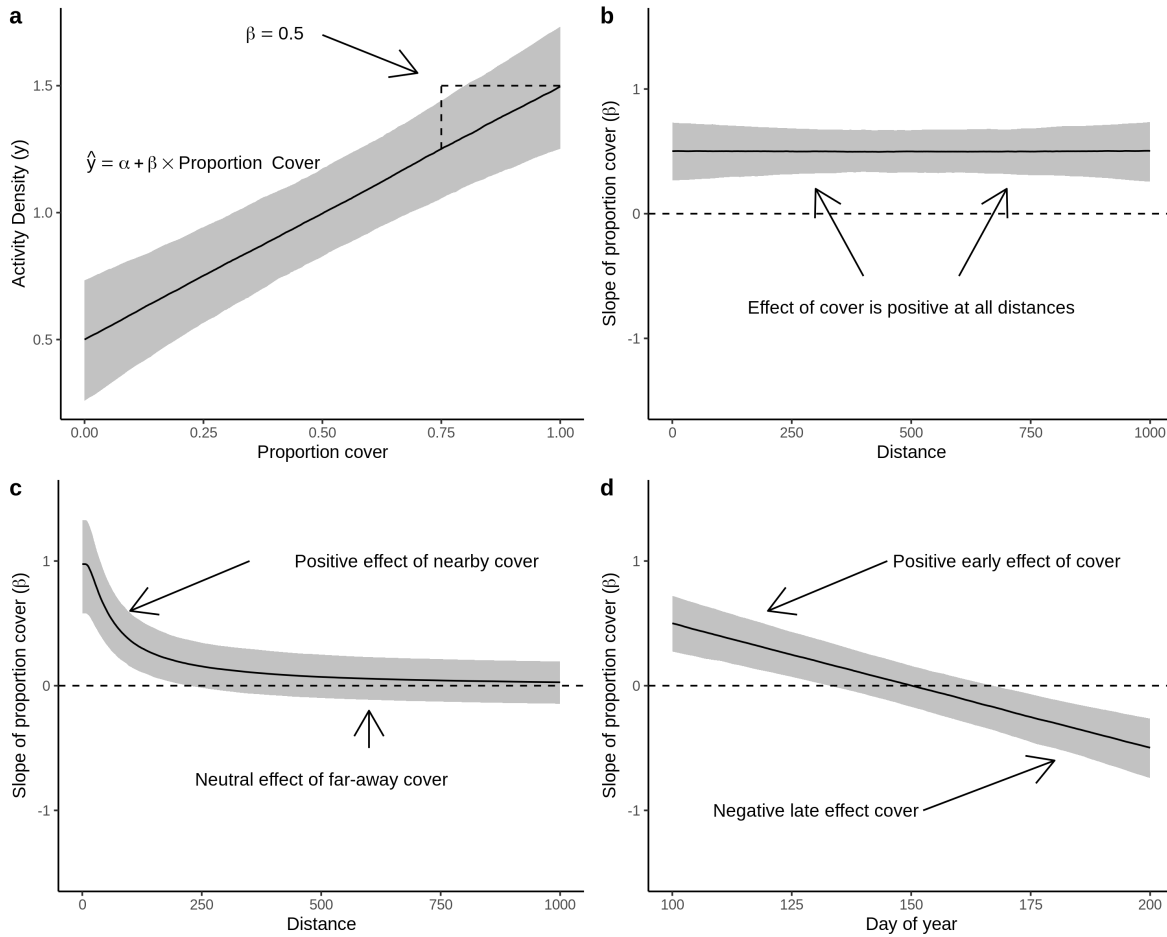 a
β = 0.5
ŷ = α + β × Proportion Cover
Activity Density (y)
1.5
1.0
0.5
0.00
0.25
0.50
0.75
1.00
Proportion cover
b
Slope of proportion cover (β)
1
0
-1
Effect of cover is positive at all distances
0
250
500
750
1000
Distance
c
Slope of proportion cover (β)
1
0
-1
Positive effect of nearby cover
Neutral effect of far-away cover
0
250
500
750
1000
Distance
d
Slope of proportion cover (β)
1
0
-1
Positive early effect of cover
Negative late effect cover
100
125
150
175
200
Day of year